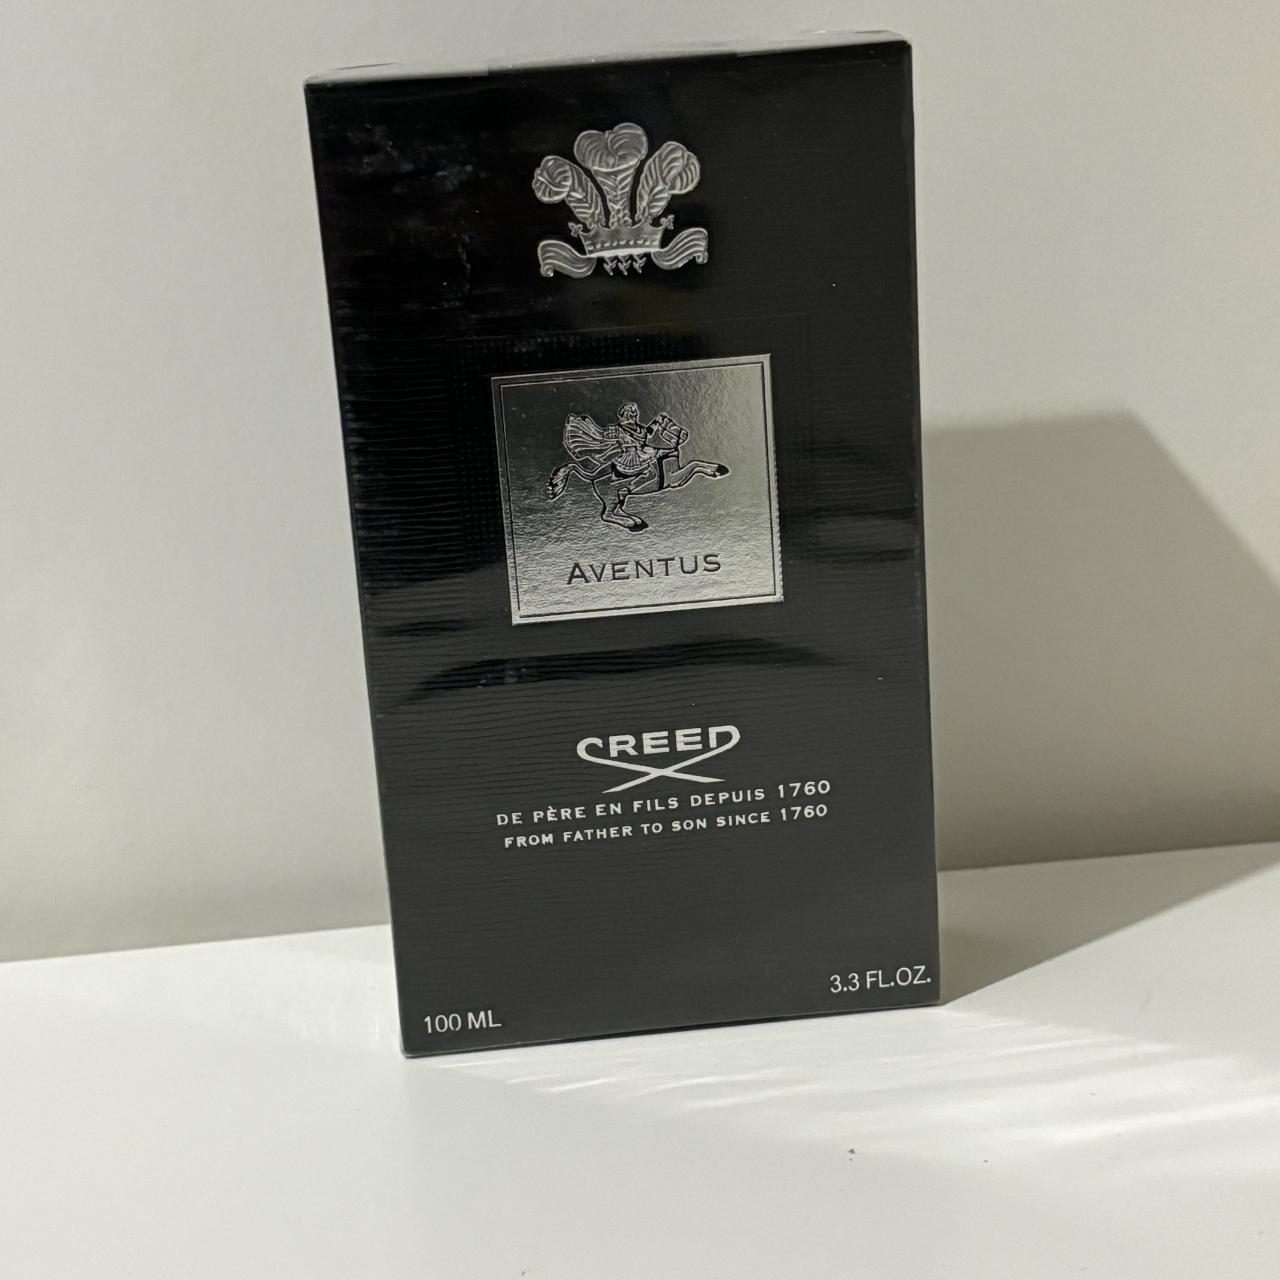 AVENTUS
CREED
DE PÈRE EN FILS DEPUIS 1760
FROM FATHER TO SON SINCE 1760
100 ML
3.3 FL.OZ.